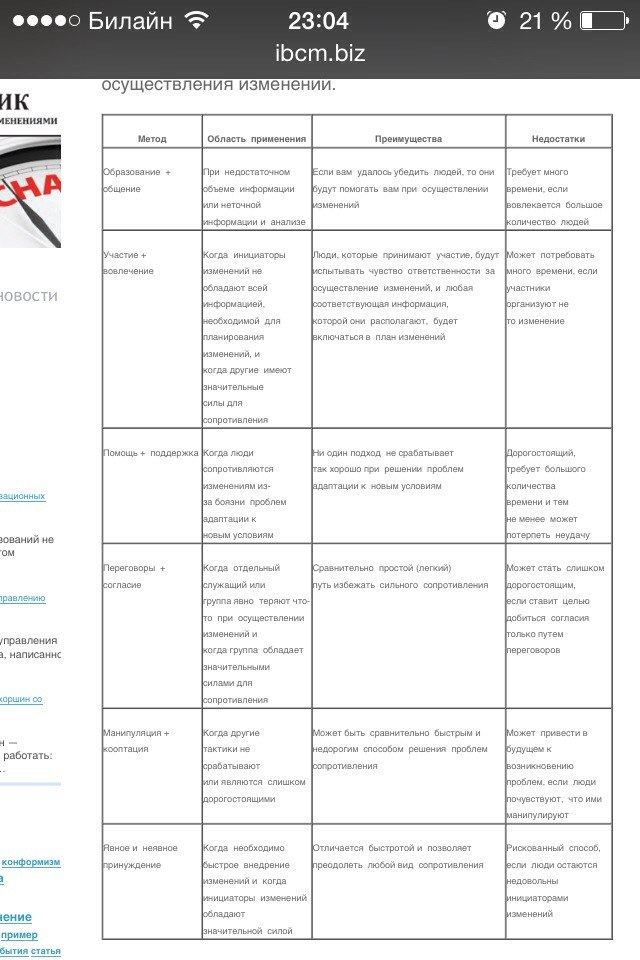 Билайн 23:04 21 %
ibcm.biz
осуществления изменений.
ИК
МЕНЕНИЯМИ
CHA
новости
зационных
зований не
том
правлению
управления
а, написанно
хоршин со
н —
работать:
..
конформизм
а
нение
пример
бытия статья
Метод
Область применения
Преимущества
Недостатки
Образование +
общение
При недостаточном
объеме информации
или неточной
информации и анализе
Если вам удалось убедить людей, то они
будут помогать вам при осуществлении
изменений
Требует много
времени, если
вовлекается большое
количество людей
Участие +
вовлечение
Когда инициаторы
изменений не
обладают всей
информацией,
необходимой для
планирования
изменений, и
когда другие имеют
значительные
силы для
сопротивления
Люди, которые принимают участие, будут
испытывать чувство ответственности за
осуществление изменений, и любая
соответствующая информация,
которой они располагают, будет
включаться в план изменений
Может потребовать
много времени, если
участники
организуют не
то изменение
Помощь + поддержка
Когда люди
сопротивляются
изменениям из-
за боязни проблем
адаптации к
новым условиям
Ни один подход не срабатывает
так хорошо при решении проблем
адаптации к новым условиям
Дорогостоящий,
требует большого
количества
времени и тем
не менее может
потерпеть неудачу
Переговоры +
согласие
Когда отдельный
служащий или
группа явно теряют что-
то при осуществлении
изменений и
когда группа обладает
значительными
силами для
сопротивления
Сравнительно простой (легкий)
путь избежать сильного сопротивления
Может стать слишком
дорогостоящим,
если ставит целью
добиться согласия
только путем
переговоров
Манипуляция +
кооптация
Когда другие
тактики не
срабатывают
или являются слишком
дорогостоящими
Может быть сравнительно быстрым и
недорогим способом решения проблем
сопротивления
Может привести в
будущем к
возникновению
проблем, если люди
почувствуют, что ими
манипулируют
Явное и неявное
принуждение
Когда необходимо
быстрое внедрение
изменений и когда
инициаторы изменений
обладают
значительной силой
Отличается быстротой и позволяет
преодолеть любой вид сопротивления
Рискованный способ,
если люди остаются
недовольны
инициаторами
изменений